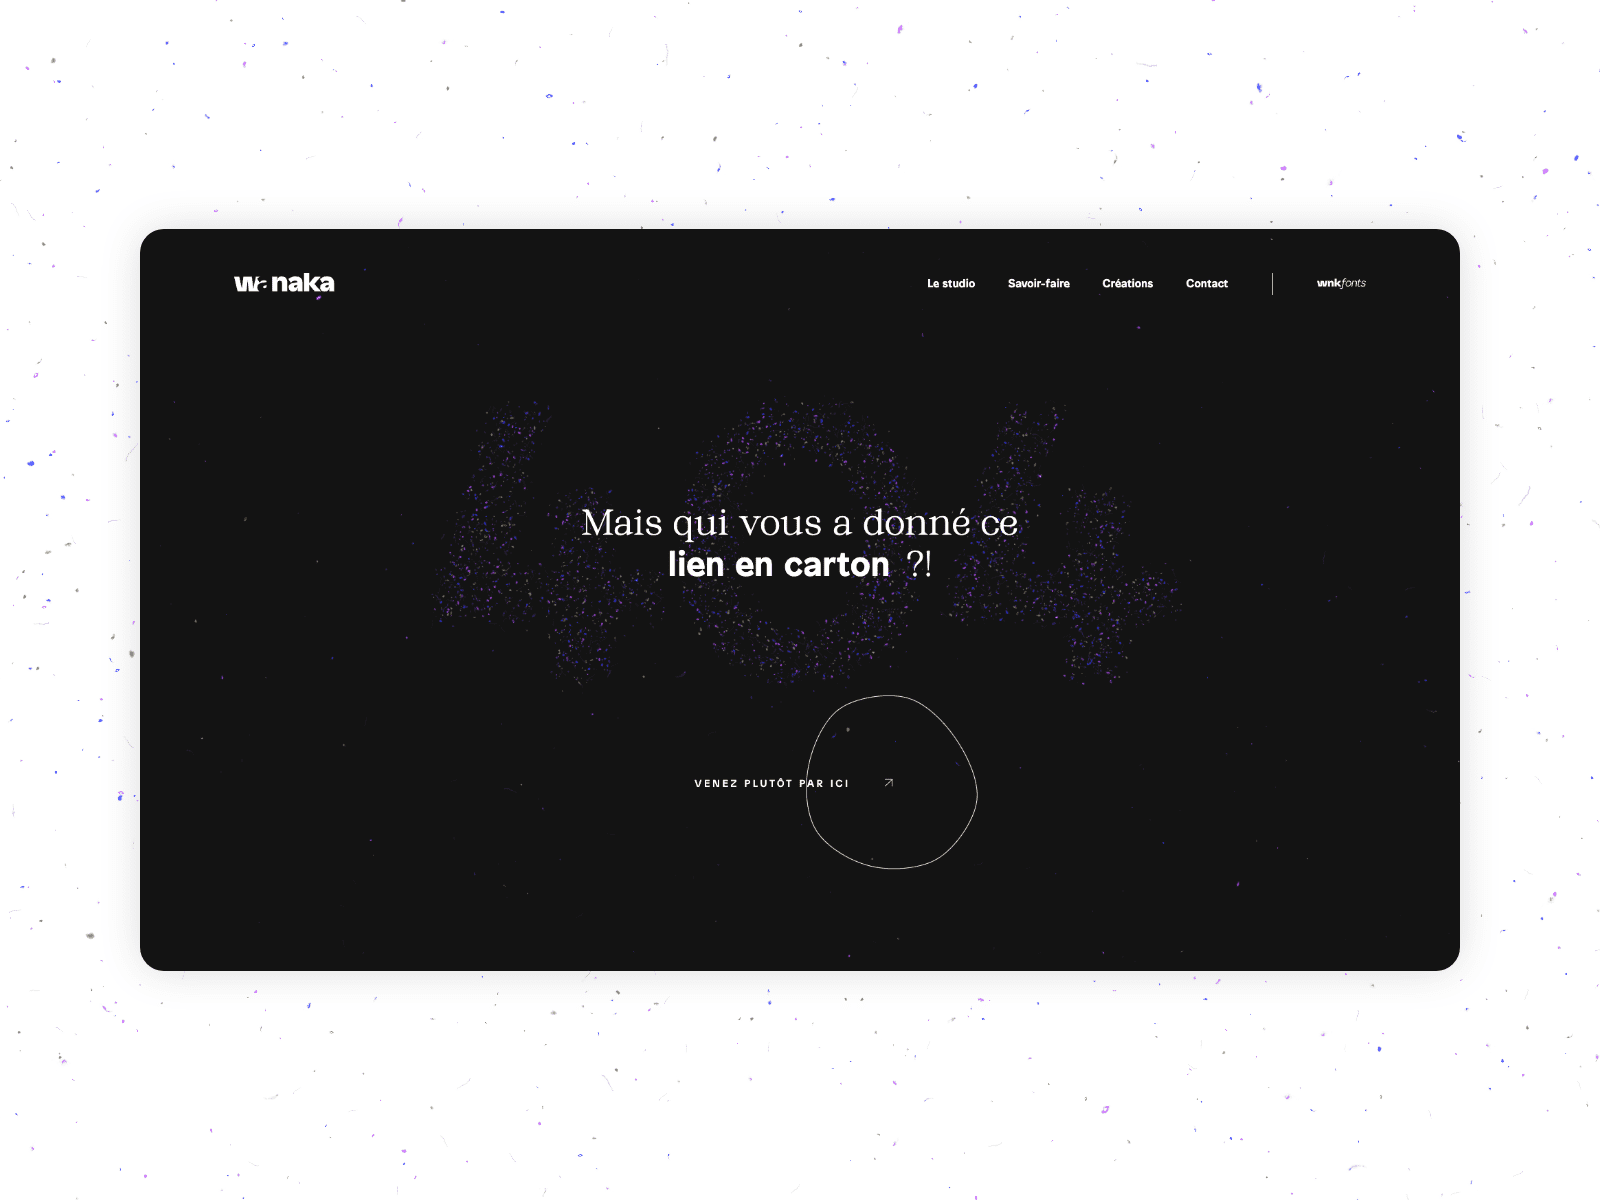 wanaka
Le studio Savoir-faire Créations Contact wnkfonts
404
Mais qui vous a donné ce
lien en carton ?!
VENEZ PLUTÔT PAR ICI